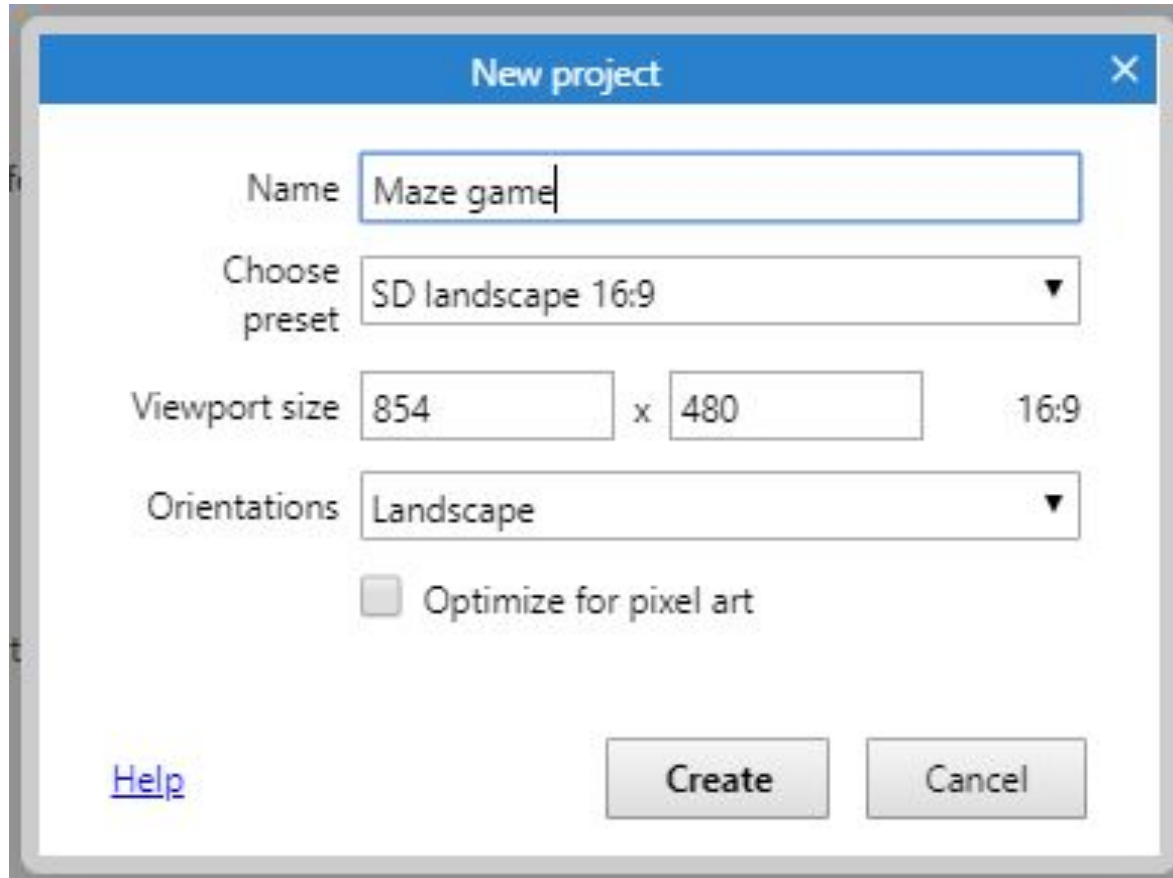 New project
Name
Maze game
Choose
preset
SD landscape 16:9
Viewport size
854
x
480
16:9
Orientations
Landscape
Optimize for pixel art
Help
Create
Cancel